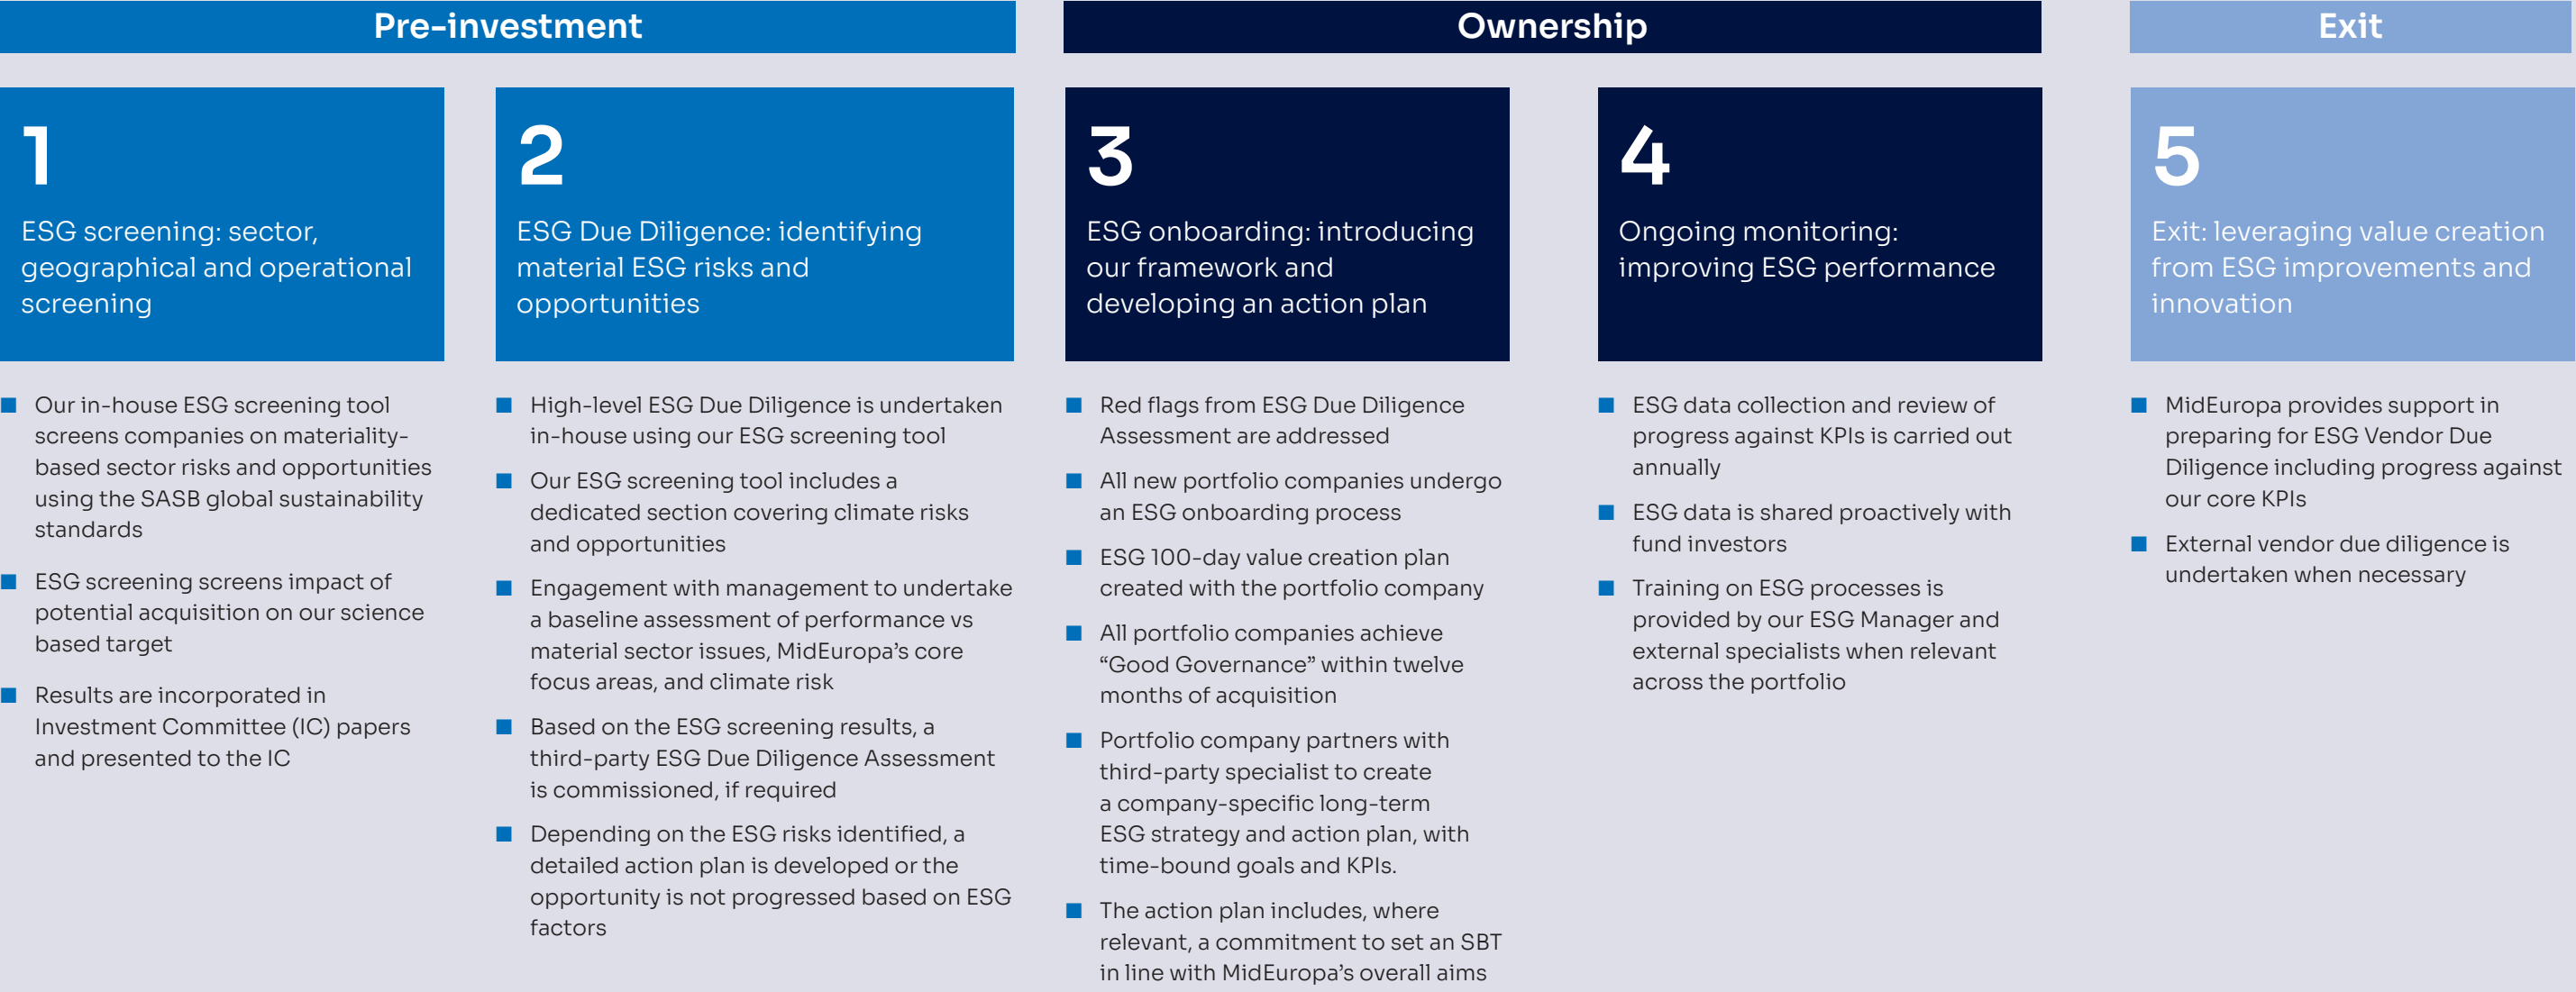 Pre-investment
1
ESG screening: sector,
geographical and operational
screening
■ Our in-house ESG screening tool
screens companies on materiality-
based sector risks and opportunities
using the SASB global sustainability
standards
■ ESG screening screens impact of
potential acquisition on our science
based target
■ Results are incorporated in
Investment Committee (IC) papers
and presented to the IC
2
ESG Due Diligence: identifying
material ESG risks and
opportunities
■ High-level ESG Due Diligence is undertaken
in-house using our ESG screening tool
■ Our ESG screening tool includes a
dedicated section covering climate risks
and opportunities
■ Engagement with management to undertake
a baseline assessment of performance vs
material sector issues, MidEuropa’s core
focus areas, and climate risk
■ Based on the ESG screening results, a
third-party ESG Due Diligence Assessment
is commissioned, if required
■ Depending on the ESG risks identified, a
detailed action plan is developed or the
opportunity is not progressed based on ESG
factors
Ownership
3
ESG onboarding: introducing
our framework and
developing an action plan
■ Red flags from ESG Due Diligence
Assessment are addressed
■ All new portfolio companies undergo
an ESG onboarding process
■ ESG 100-day value creation plan
created with the portfolio company
■ All portfolio companies achieve
“Good Governance” within twelve
months of acquisition
■ Portfolio company partners with
third-party specialist to create
a company-specific long-term
ESG strategy and action plan, with
time-bound goals and KPIs.
■ The action plan includes, where
relevant, a commitment to set an SBT
in line with MidEuropa’s overall aims
4
Ongoing monitoring:
improving ESG performance
■ ESG data collection and review of
progress against KPIs is carried out
annually
■ ESG data is shared proactively with
fund investors
■ Training on ESG processes is
provided by our ESG Manager and
external specialists when relevant
across the portfolio
Exit
5
Exit: leveraging value creation
from ESG improvements and
innovation
■ MidEuropa provides support in
preparing for ESG Vendor Due
Diligence including progress against
our core KPIs
■ External vendor due diligence is
undertaken when necessary